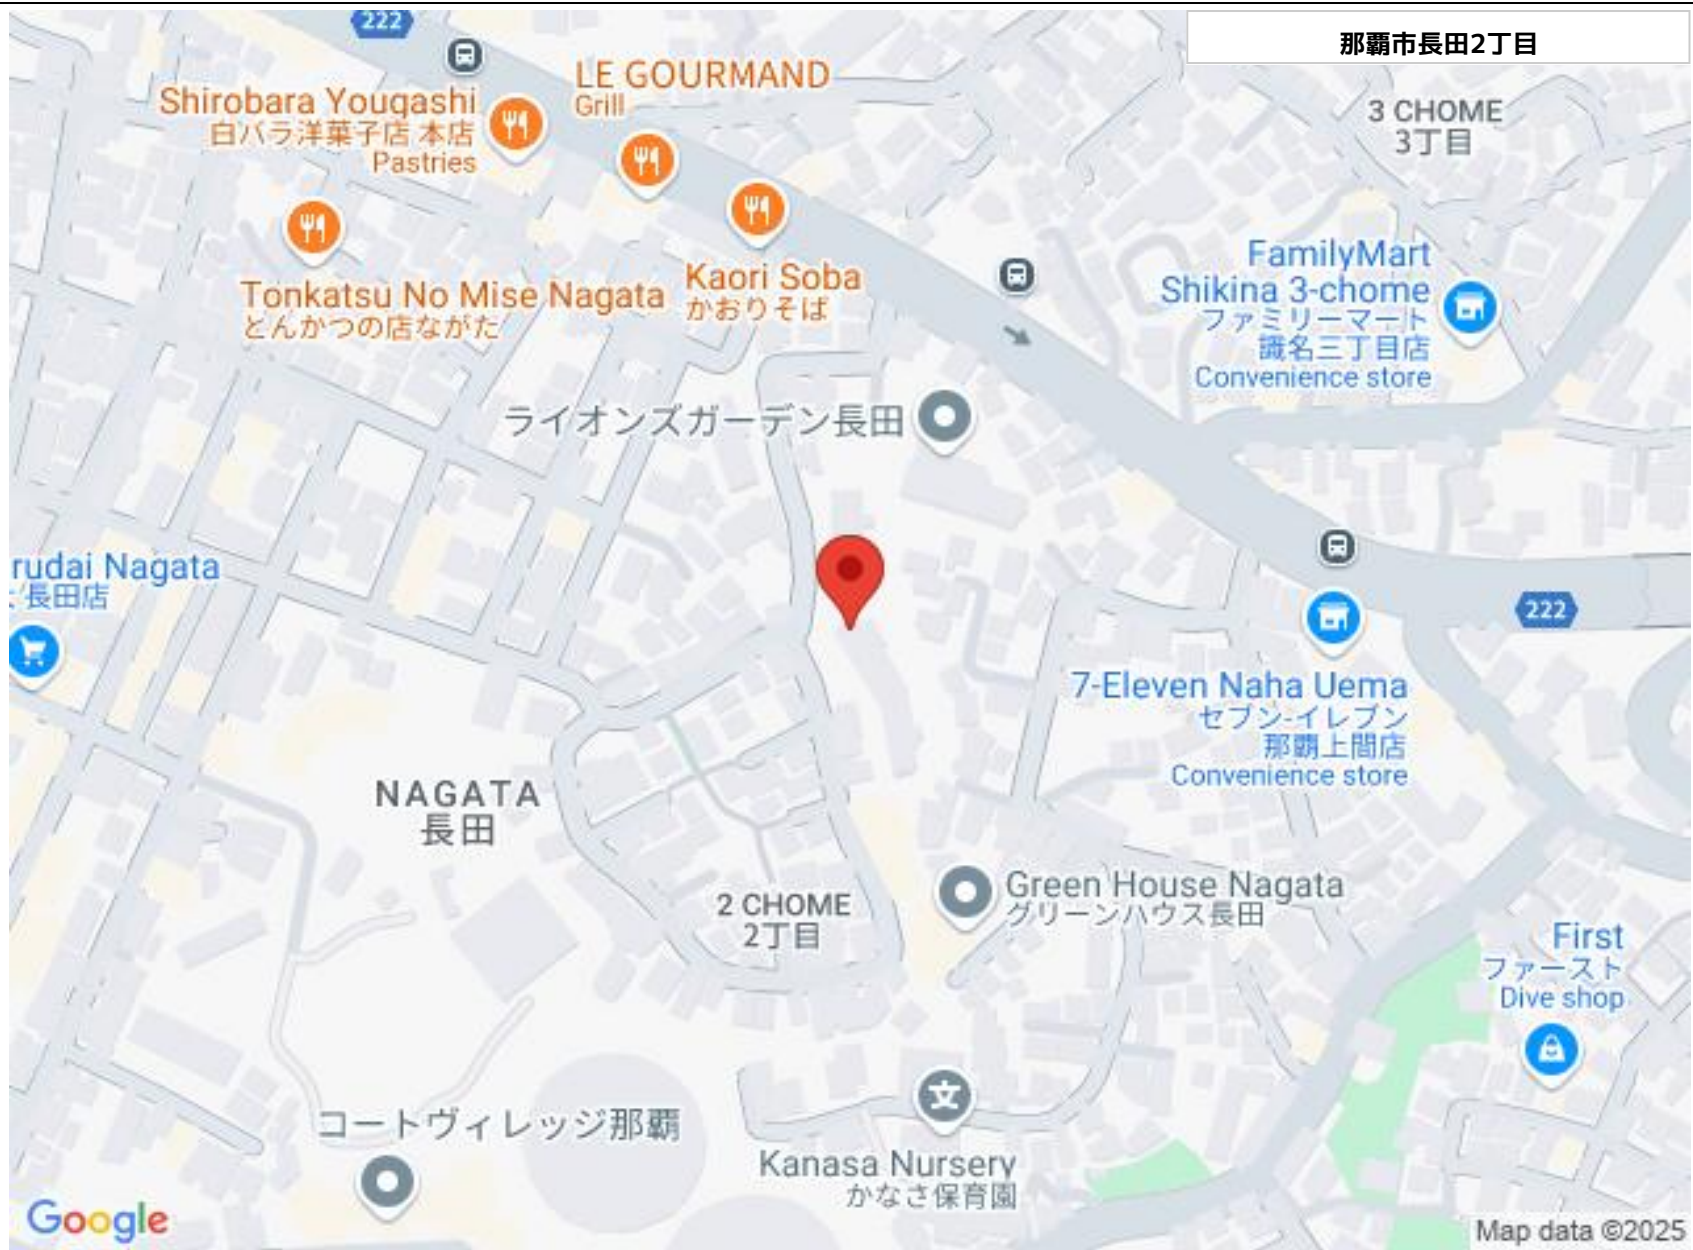 222
那覇市長田2丁目
LE GOURMAND
Grill
Shirobara Yougashi
白バラ洋菓子店 本店
Pastries
3 CHOME
3丁目
Tonkatsu No Mise Nagata
とんかつの店ながた
Kaori Soba
かおりそば
FamilyMart
Shikina 3-chome
ファミリーマート
識名三丁目店
Convenience store
ライオンズガーデン長田
rudai Nagata
長田店
222
7-Eleven Naha Uema
セブン-イレブン
那覇上間店
Convenience store
NAGATA
長田
2 CHOME
2丁目
Green House Nagata
グリーンハウス長田
First
ファースト
Dive shop
コートヴィレッジ那覇
文
Kanasa Nursery
かなさ保育園
Google
Map data ©2025